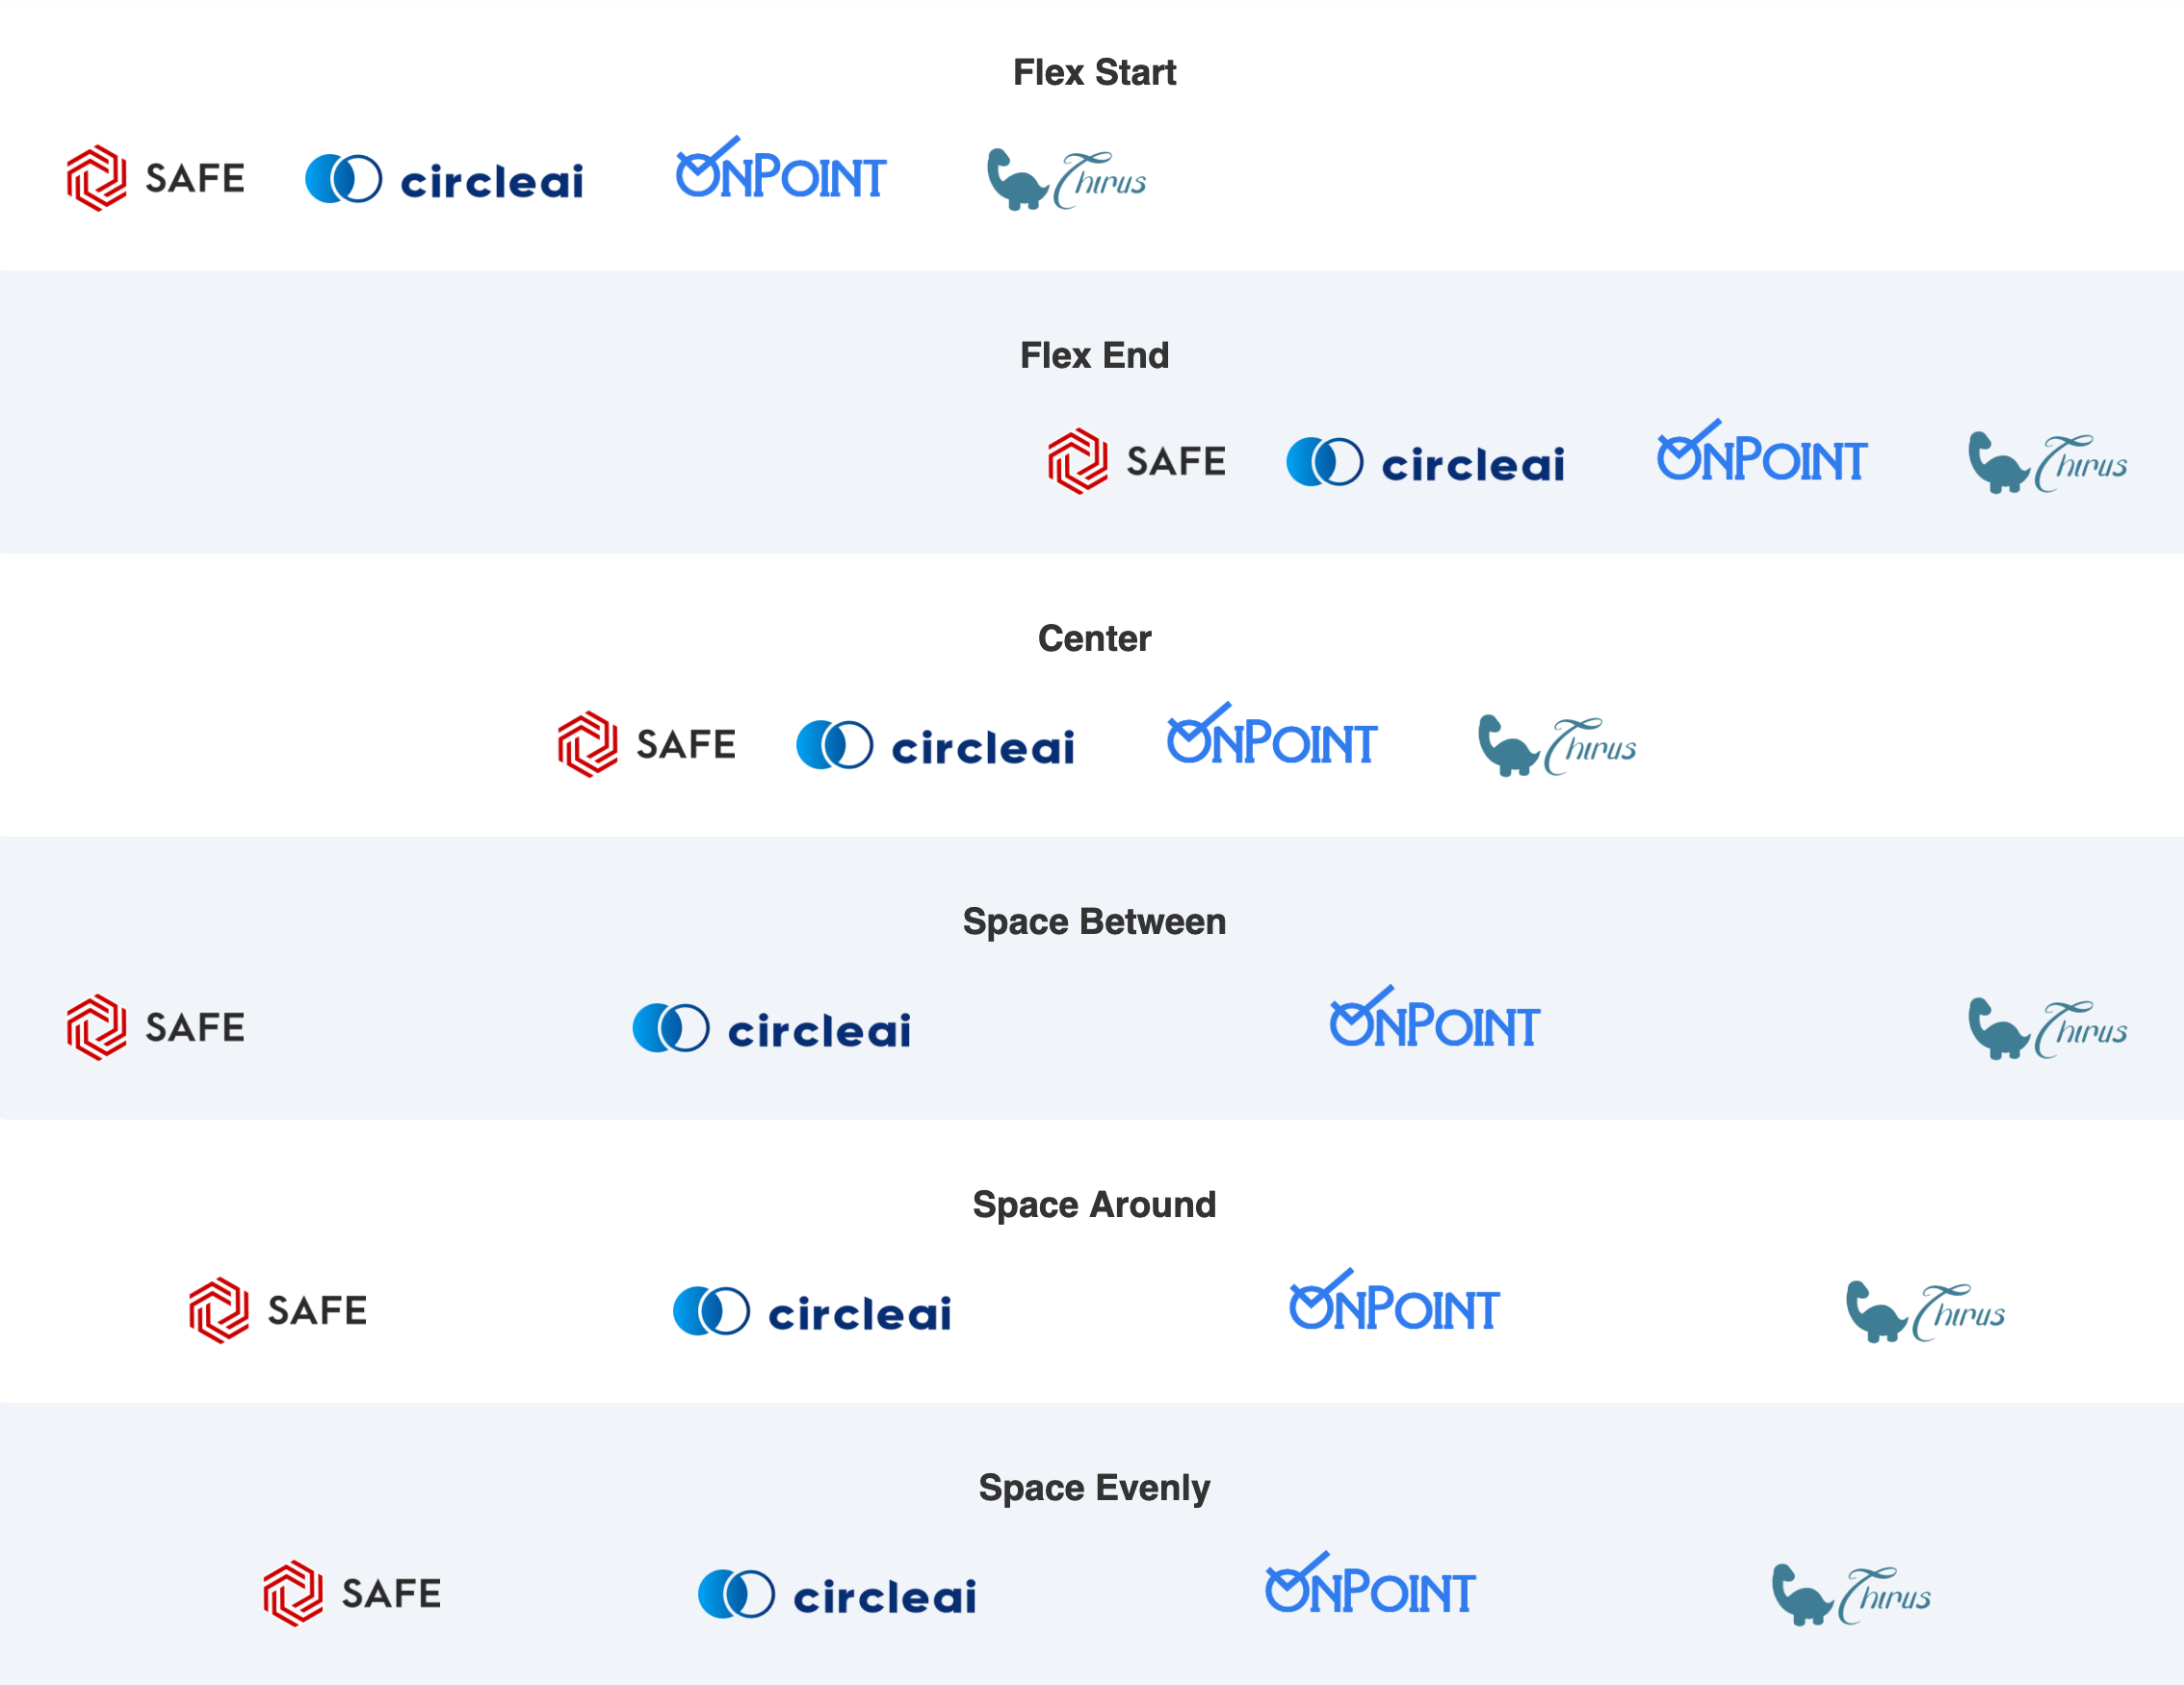 Flex Start
SAFE circleai ONPOINT Thirus
Flex End
SAFE circleai ONPOINT Thirus
Center
SAFE circleai ONPOINT Thirus
Space Between
SAFE circleai ONPOINT Thirus
Space Around
SAFE circleai ONPOINT Thirus
Space Evenly
SAFE circleai ONPOINT Thirus